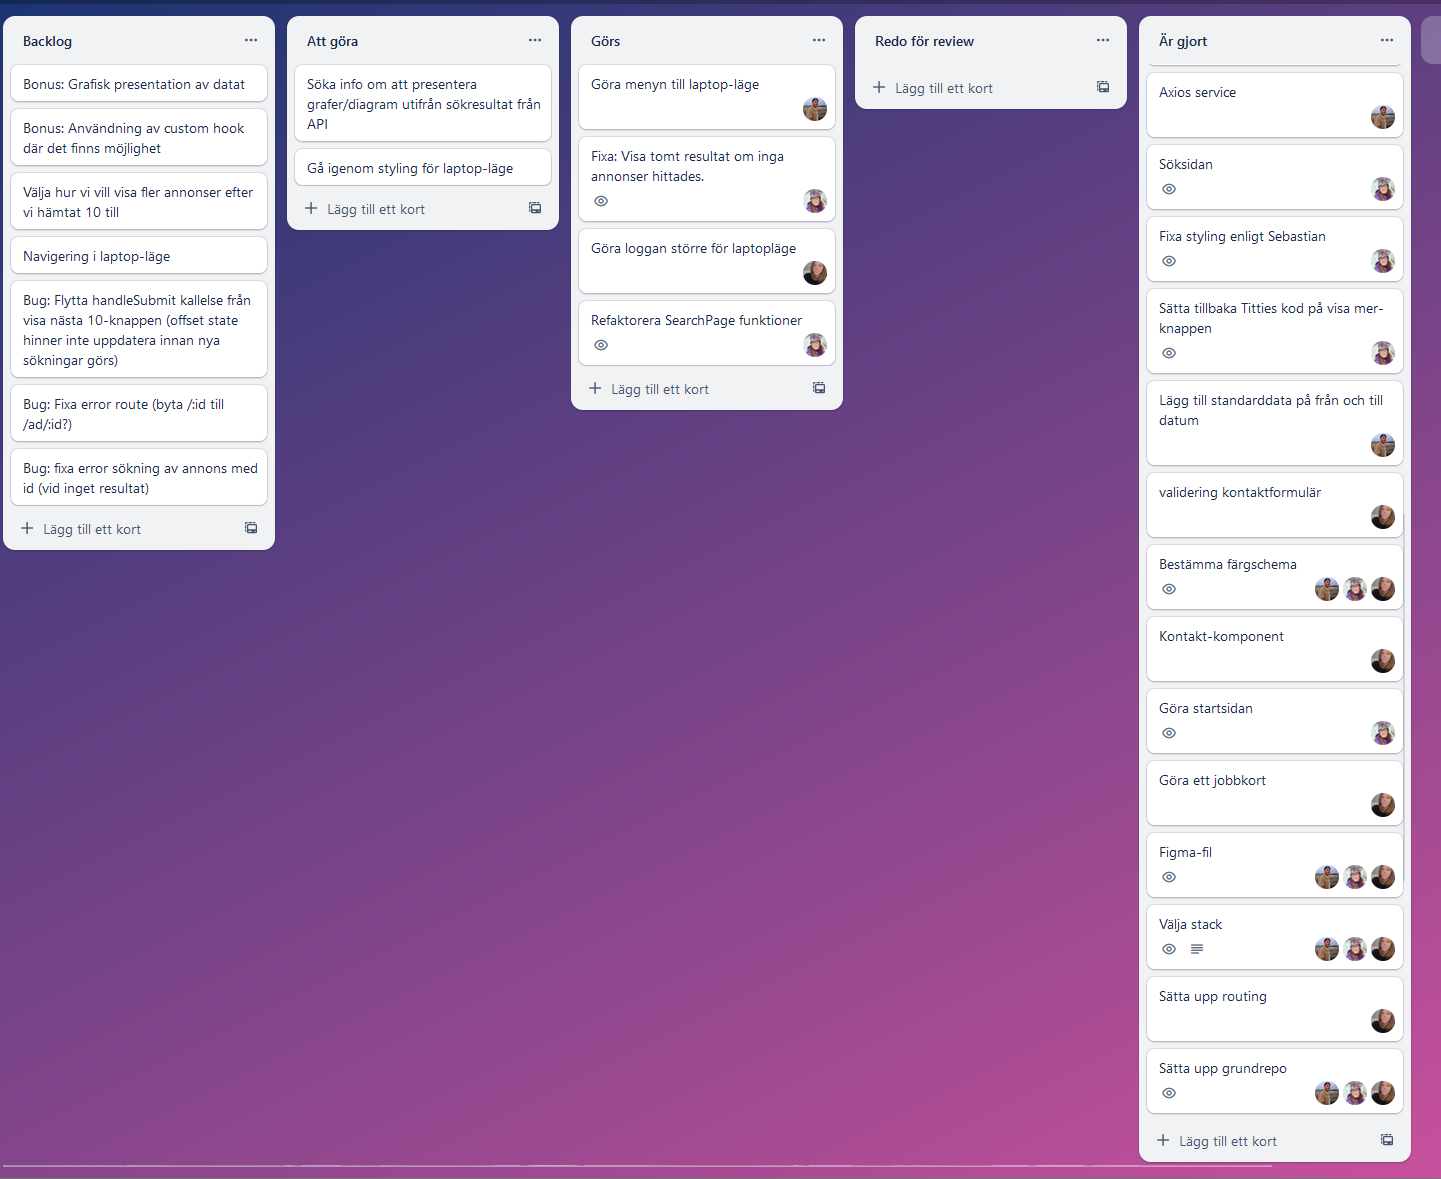 Backlog
Bonus: Grafisk presentation av datat
Bonus: Användning av custom hook
där det finns möjlighet
Välja hur vi vill visa fler annonser efter
vi hämtat 10 till
Navigering i laptop-läge
Bug: Flytta handleSubmit kallelse från
visa nästa 10-knappen (offset state
hinner inte uppdatera innan nya
sökningar görs)
Bug: Fixa error route (byta /:id till
/ad/:id?)
Bug: fixa error sökning av annons med
id (vid inget resultat)
Lägg till ett kort
Att göra
Söka info om att presentera
grafer/diagram utifrån sökresultat från
API
Gå igenom styling för laptop-läge
Lägg till ett kort
Görs
Göra menyn till laptop-läge
Fixa: Visa tomt resultat om inga
annonser hittades.
Göra loggan större för laptopläge
Refaktorera SearchPage funktioner
Lägg till ett kort
Redo för review
Lägg till ett kort
Är gjort
Axios service
Söksidan
Fixa styling enligt Sebastian
Sätta tillbaka Titties kod på visa mer-
knappen
Lägg till standarddata på från och till
datum
validering kontaktformulär
Bestämma färgschema
Kontakt-komponent
Göra startsidan
Göra ett jobbkort
Figma-fil
Välja stack
Sätta upp routing
Sätta upp grundrepo
Lägg till ett kort